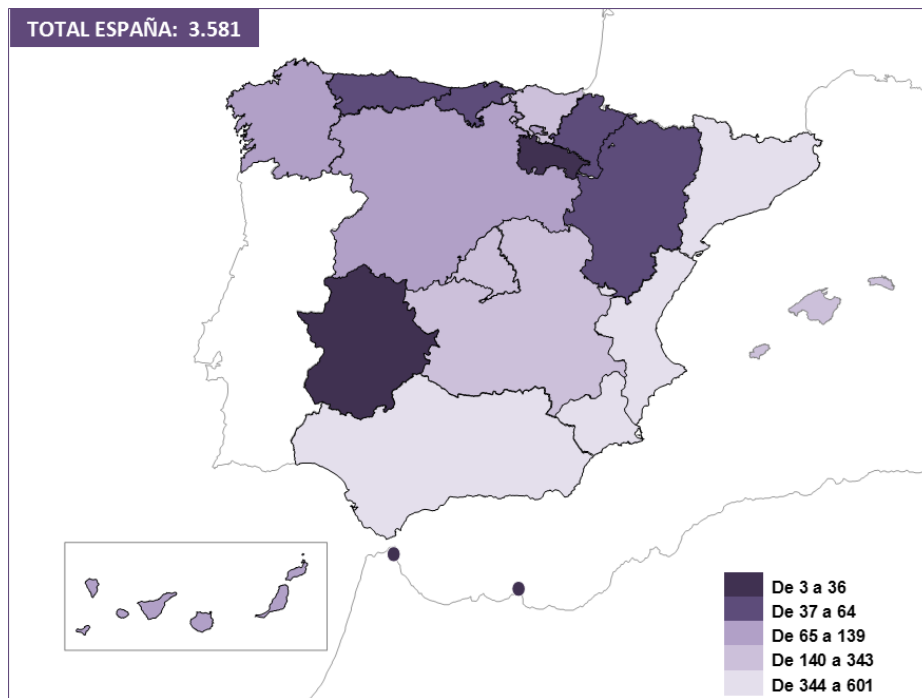 TOTAL ESPAÑA: 3.581
De 3 a 36
De 37 a 64
De 65 a 139
De 140 a 343
De 344 a 601